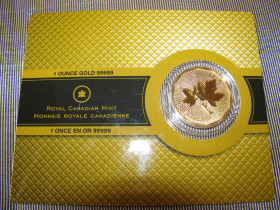 1 OUNCE GOLD 99999
ROYAL CANADIAN MINT
MONNAIE ROYALE CANADIENNE
1 ONCE EN OR 99999